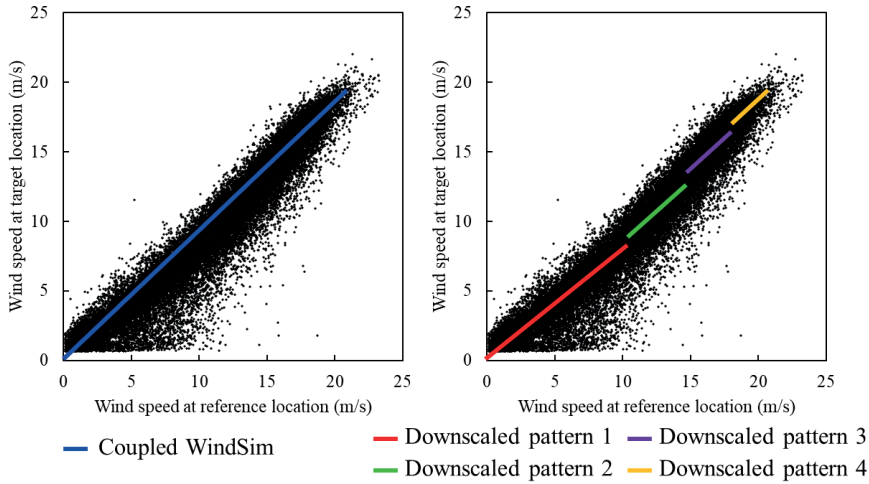 25
20
15
10
5
0
Wind speed at target location (m/s)
0 5 10 15 20 25
Wind speed at reference location (m/s)
25
20
15
10
5
0
Wind speed at target location (m/s)
0 5 10 15 20 25
Wind speed at reference location (m/s)
Coupled WindSim
Downscaled pattern 1
Downscaled pattern 3
Downscaled pattern 2
Downscaled pattern 4